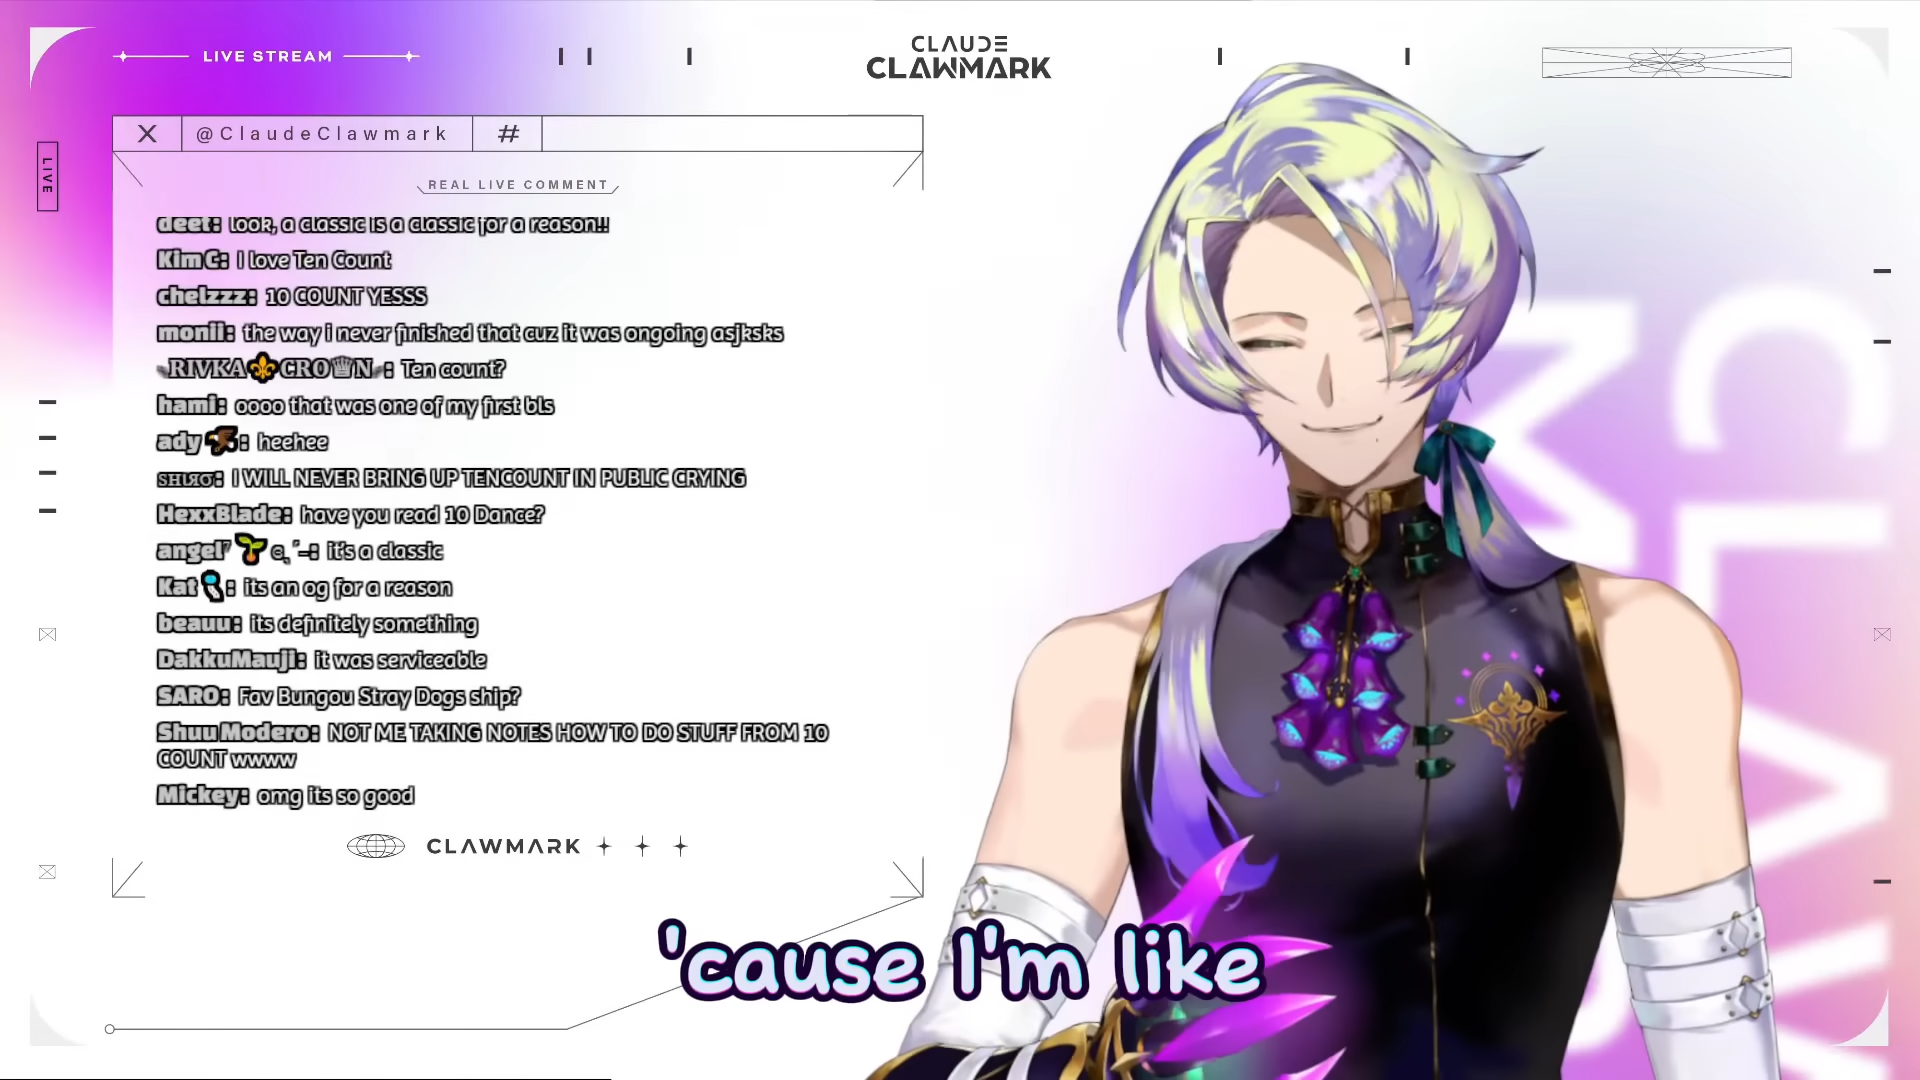 LIVE STREAM
CLAUDE
CLAWMARK
LIVE
X @ClaudeClawmark #
REAL LIVE COMMENT
deet: look, a classic is a classic for a reason!!
Kim C: I love Ten Count
chelzzz: 10 COUNT YESSS
monii: the way i never finished that cuz it was ongoing asjksks
RIVKA⚜️CRO♕N: Ten count?
hami: oooo that was one of my first bls
ady: heehee
SHIRO: I WILL NEVER BRING UP TENCOUNT IN PUBLIC CRYING
HexxBlade: have you read 10 Dance?
angel: it's a classic
Kat: its an og for a reason
beauu: its definitely something
DakkuMauji: it was serviceable
SARO: Fav Bungou Stray Dogs ship?
Shuu Modero: NOT ME TAKING NOTES HOW TO DO STUFF FROM 10
COUNT wwww
Mickey: omg its so good
CLAWMARK
'cause I'm like